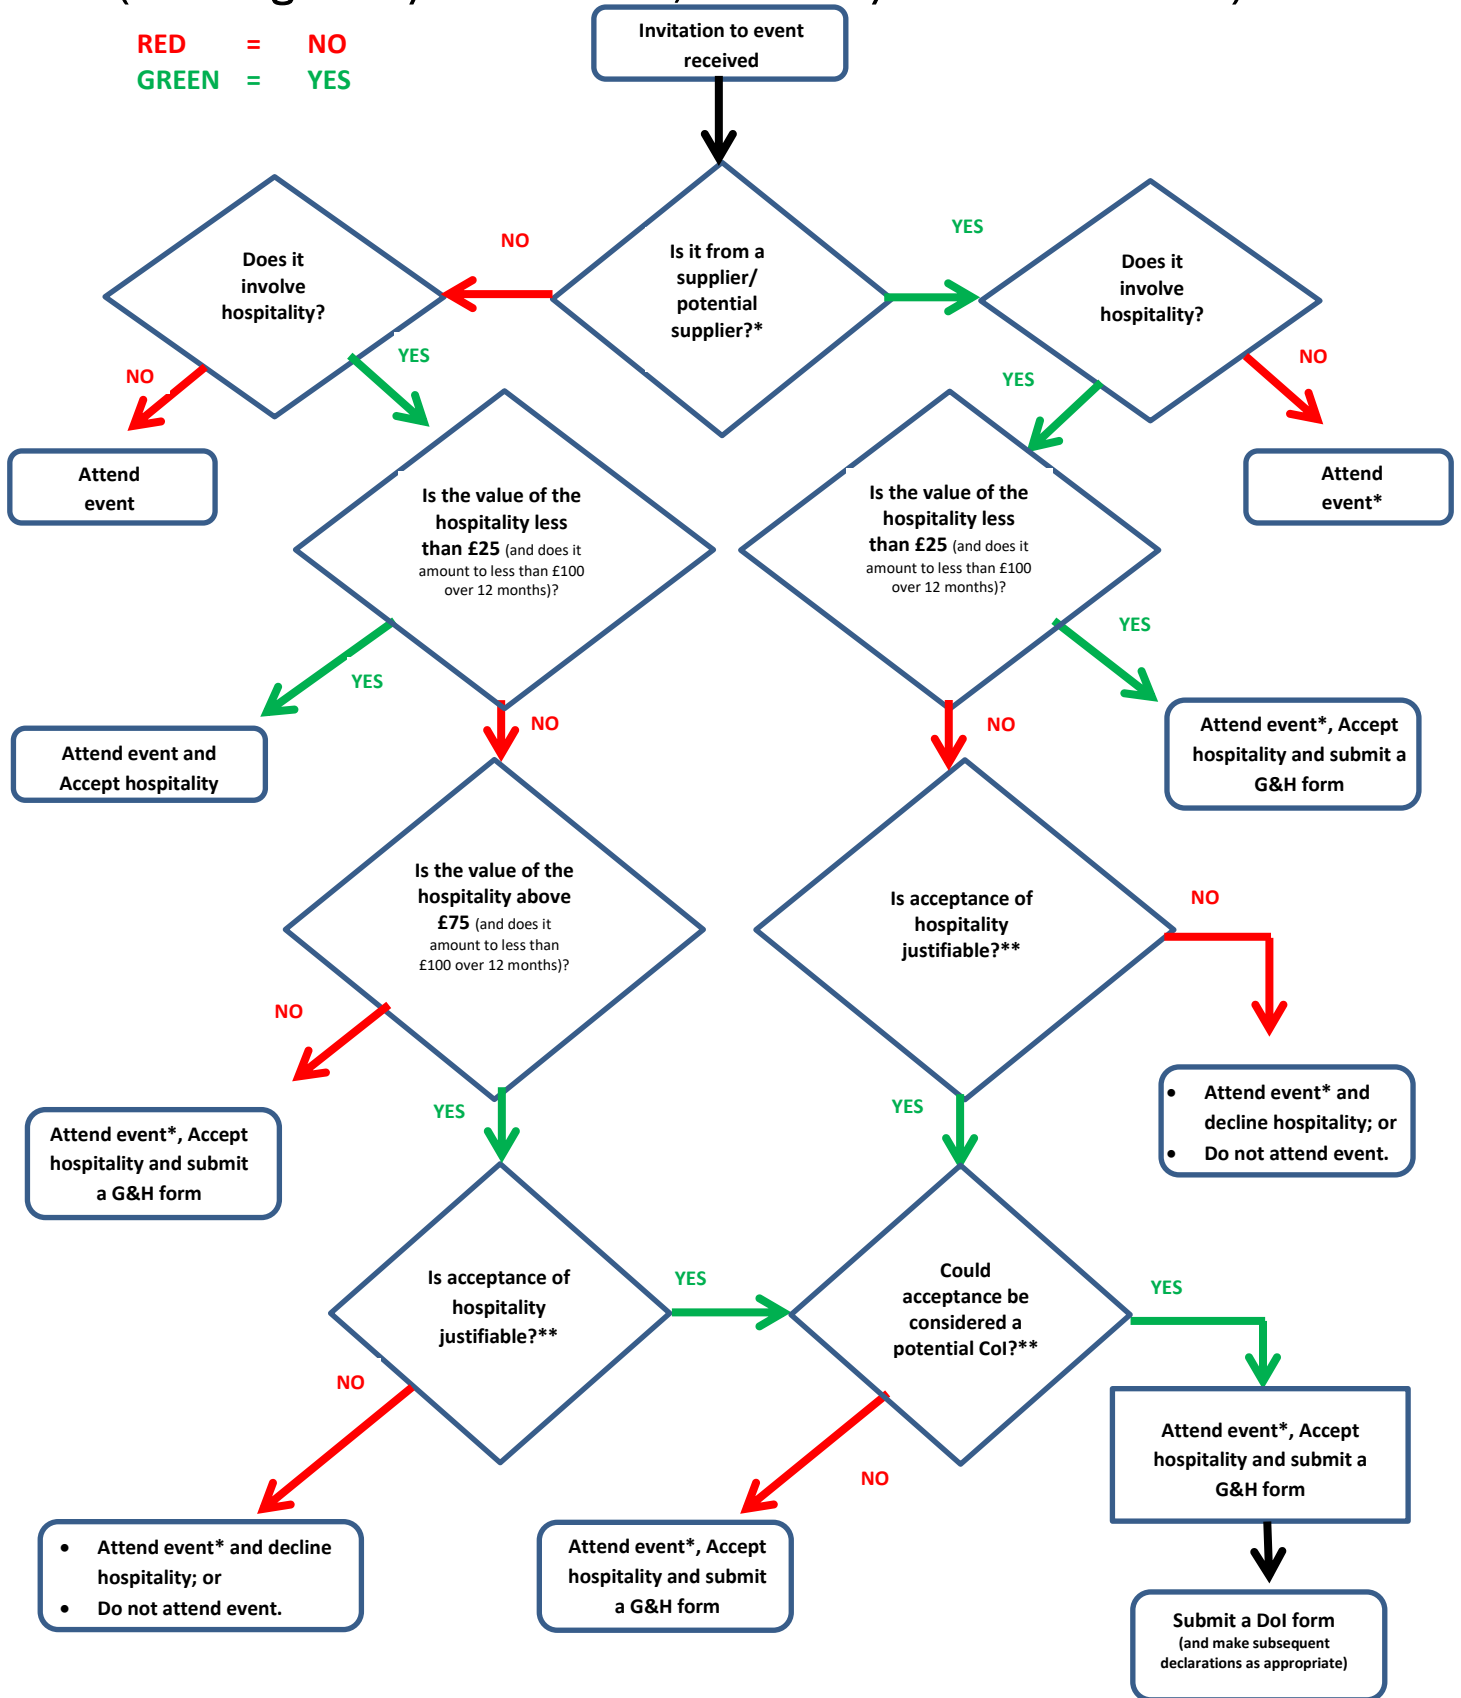 RED = NO
GREEN = YES
Invitation to event
received
Is it from a
supplier/
potential
supplier?*
NO
YES
Does it
involve
hospitality?
Does it
involve
hospitality?
NO
YES
YES
NO
Attend
event
Attend
event*
Is the value of the
hospitality less
than £25 (and does it
amount to less than £100
over 12 months)?
Is the value of the
hospitality less
than £25 (and does it
amount to less than £100
over 12 months)?
YES
NO
NO
YES
Attend event and
Accept hospitality
Attend event*, Accept
hospitality and submit a
G&H form
Is the value of the
hospitality above
£75 (and does it
amount to less than
£100 over 12 months)?
Is acceptance of
hospitality
justifiable?**
NO
NO
YES
YES
Attend event*, Accept
hospitality and submit
a G&H form
• Attend event* and
decline hospitality; or
• Do not attend event.
Is acceptance of
hospitality
justifiable?**
YES
Could
acceptance be
considered a
potential CoI?**
YES
NO
NO
Attend event*, Accept
hospitality and submit a
G&H form
• Attend event* and decline
hospitality; or
• Do not attend event.
Attend event*, Accept
hospitality and submit
a G&H form
Submit a DoI form
(and make subsequent
declarations as appropriate)